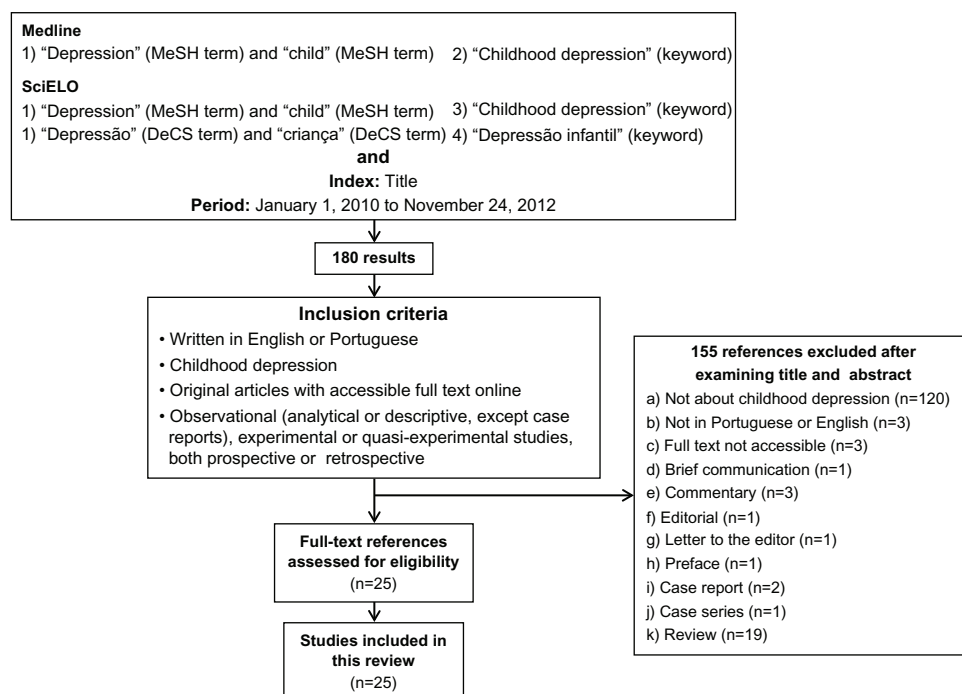 Medline
1) “Depression” (MeSH term) and “child” (MeSH term) 2) “Childhood depression” (keyword)
SciELO
1) “Depression” (MeSH term) and “child” (MeSH term) 3) “Childhood depression” (keyword)
1) “Depressão” (DeCS term) and “criança” (DeCS term) 4) “Depressão infantil” (keyword)
and
Index: Title
Period: January 1, 2010 to November 24, 2012
180 results
Inclusion criteria
• Written in English or Portuguese
• Childhood depression
• Original articles with accessible full text online
• Observational (analytical or descriptive, except case
reports), experimental or quasi-experimental studies,
both prospective or retrospective
155 references excluded after
examining title and abstract
a) Not about childhood depression (n=120)
b) Not in Portuguese or English (n=3)
c) Full text not accessible (n=3)
d) Brief communication (n=1)
e) Commentary (n=3)
f) Editorial (n=1)
g) Letter to the editor (n=1)
h) Preface (n=1)
i) Case report (n=2)
j) Case series (n=1)
k) Review (n=19)
Full-text references
assessed for eligibility
(n=25)
Studies included in
this review
(n=25)